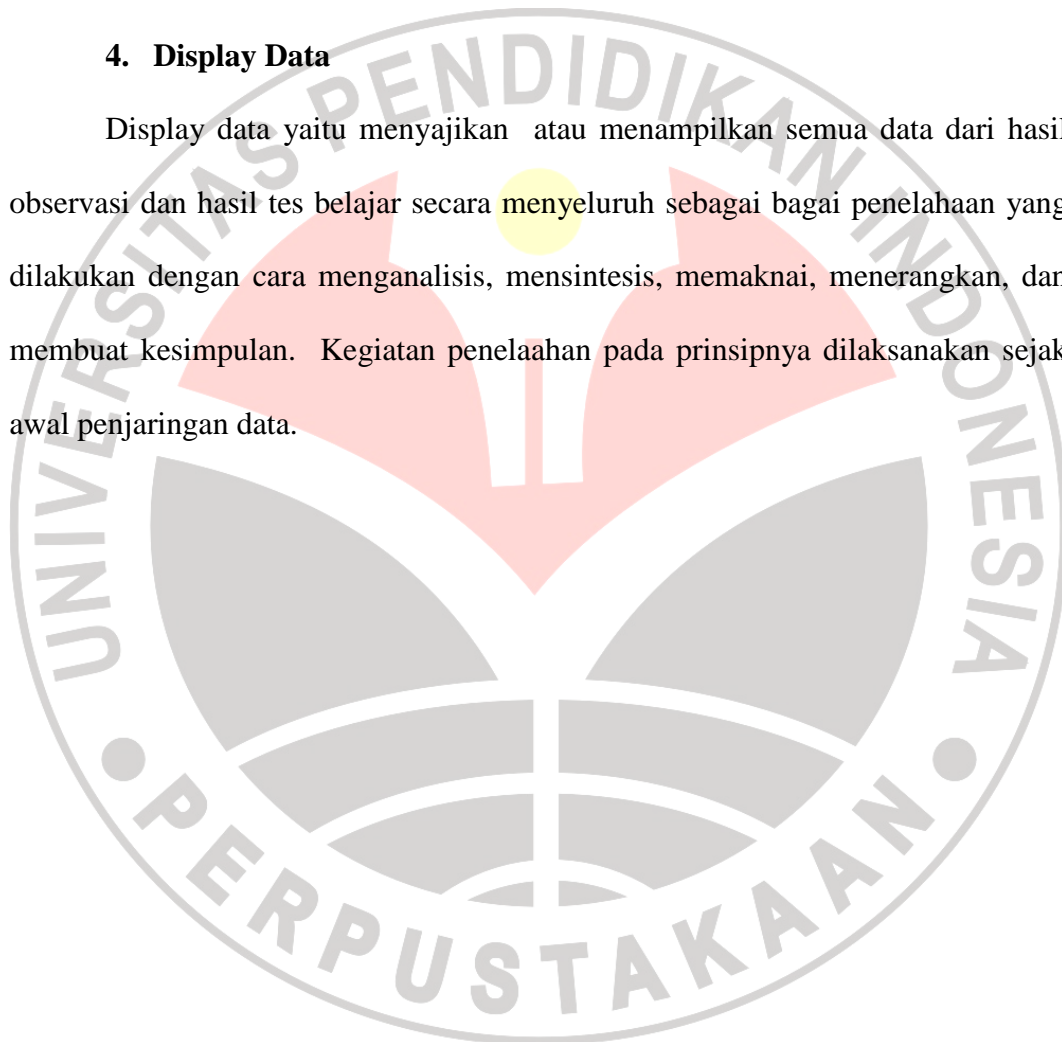 4. Display Data
Display data yaitu menyajikan atau menampilkan semua data dari hasil
observasi dan hasil tes belajar secara menyeluruh sebagai bagai penelahaan yang
dilakukan dengan cara menganalisis, mensintesis, memaknai, menerangkan, dan
membuat kesimpulan. Kegiatan penelaahan pada prinsipnya dilaksanakan sejak
awal penjaringan data.
UNIVERSITAS PENDIDIKAN INDONESIA
PERPUSTAKAAN